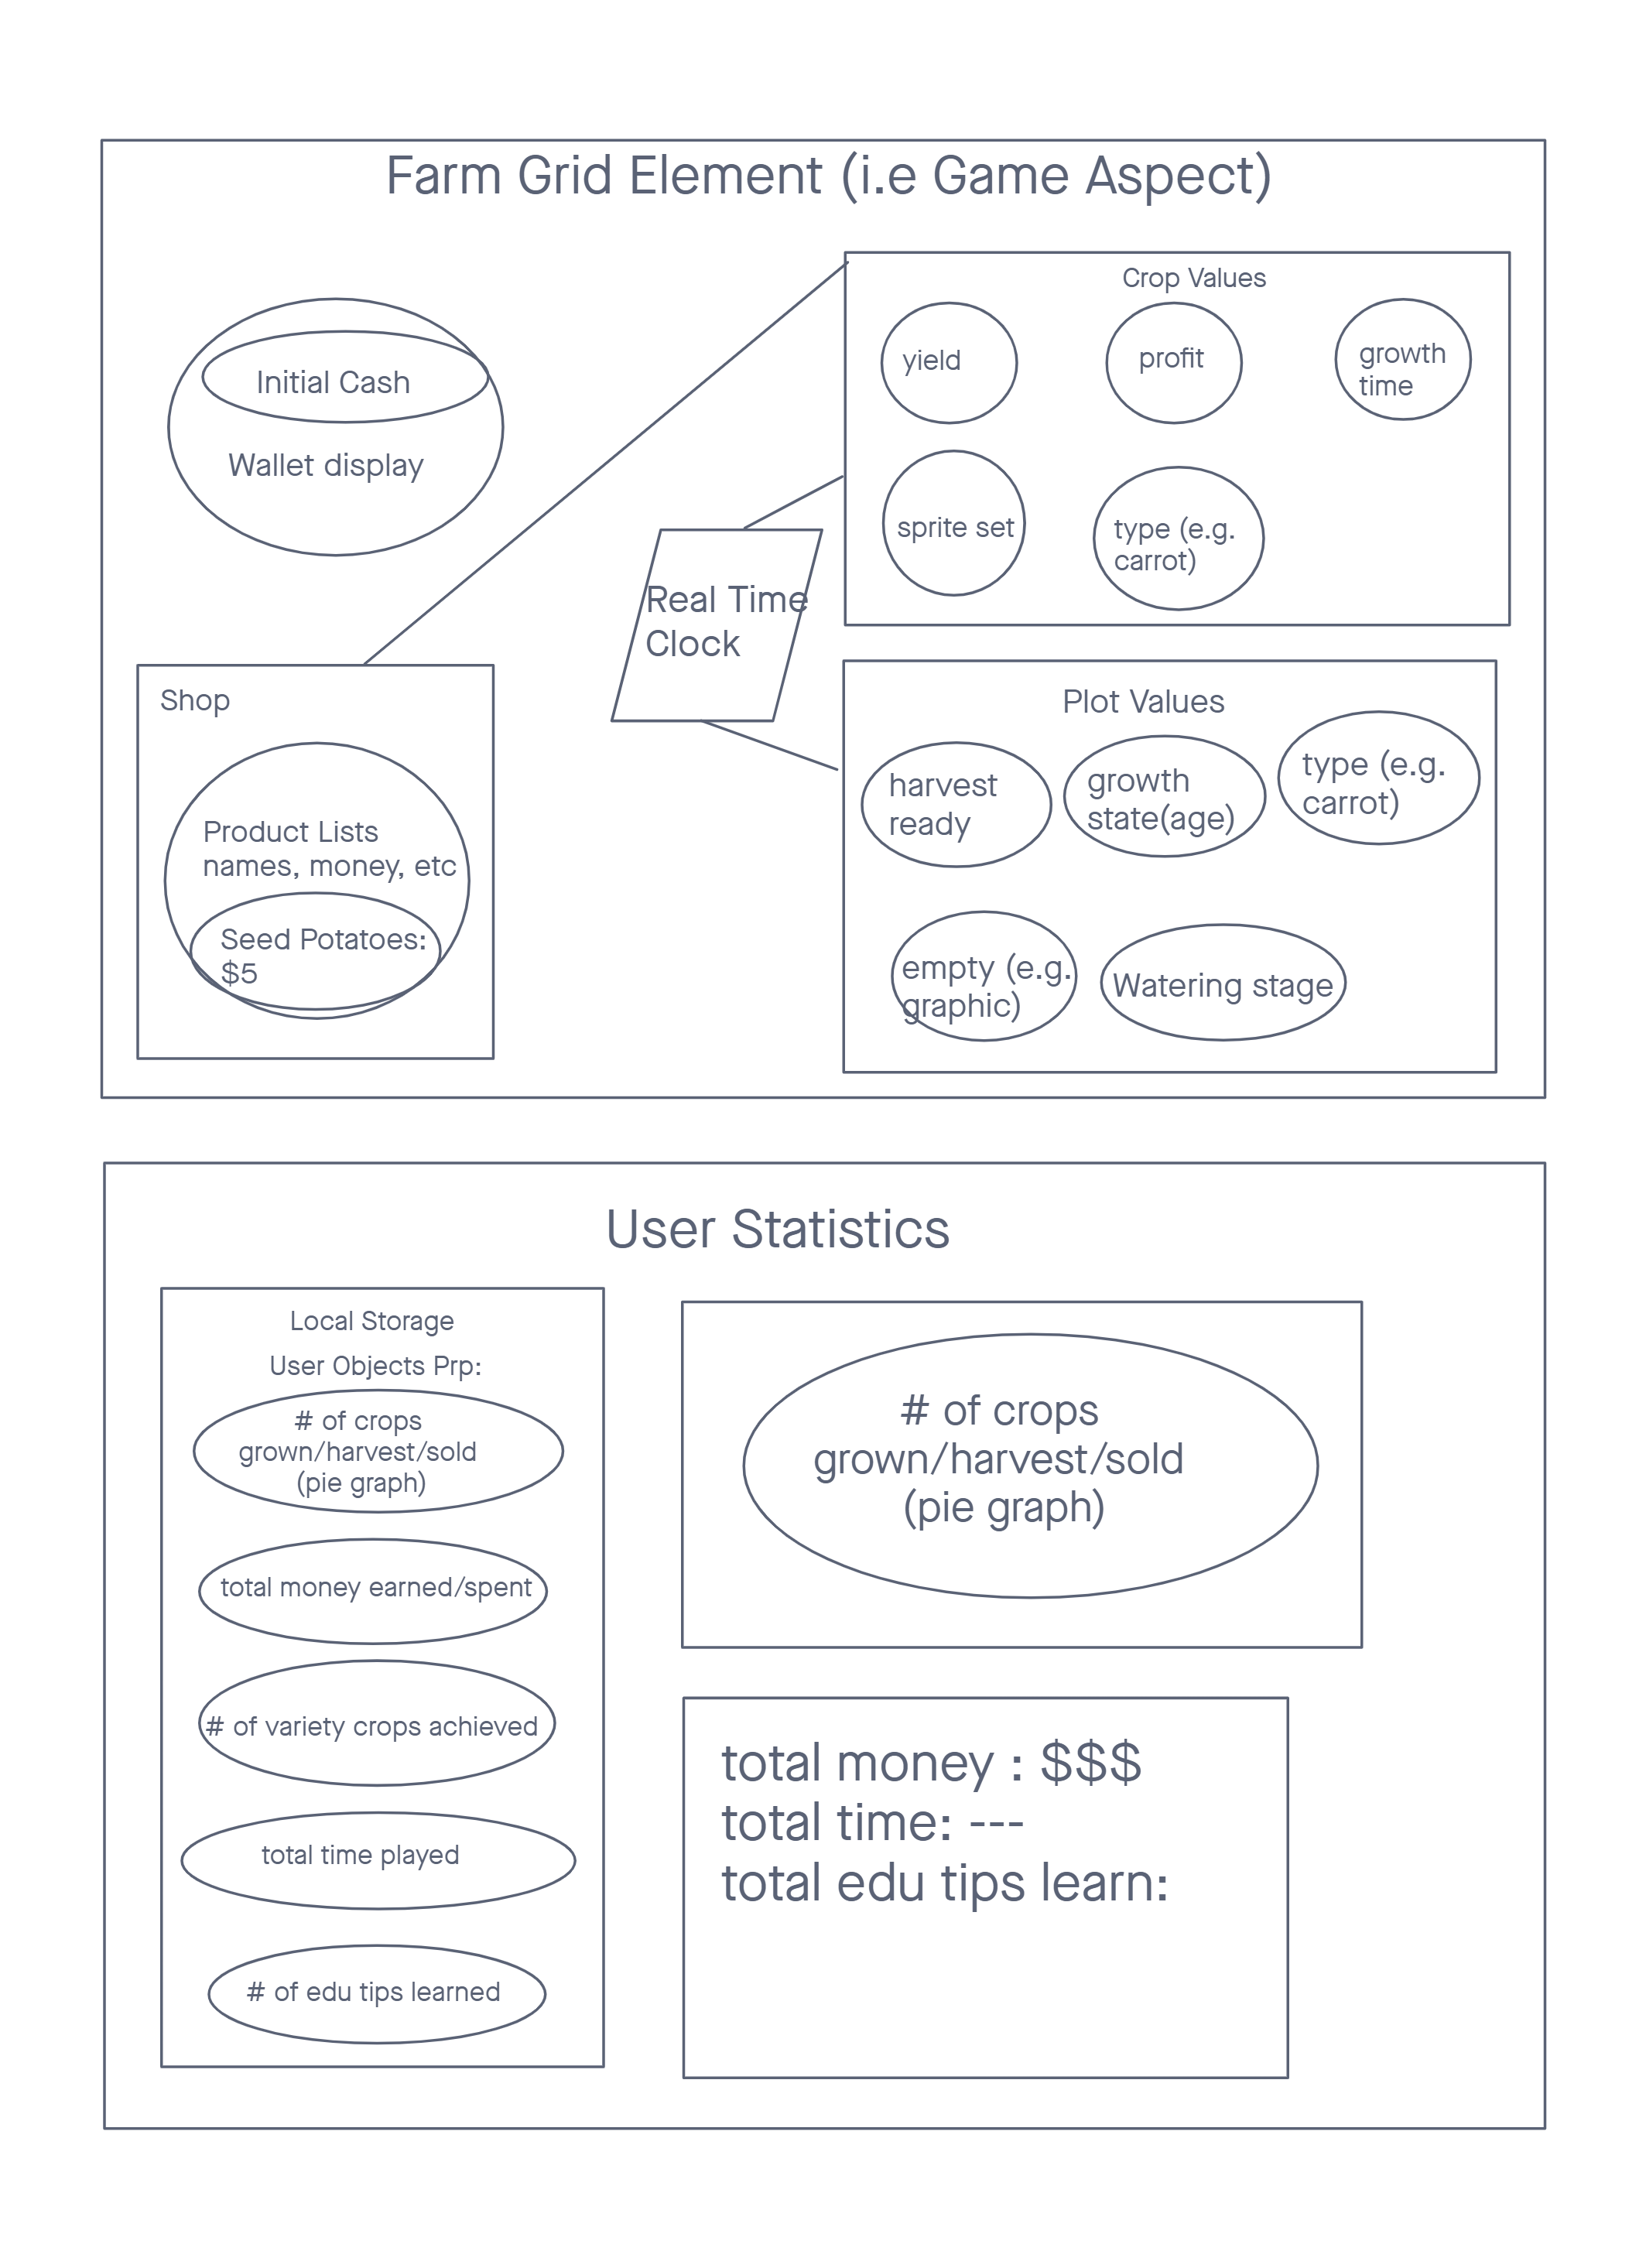 Farm Grid Element (i.e Game Aspect)
Initial Cash
Wallet display
Crop Values
yield
profit
growth
time
sprite set
type (e.g.
carrot)
Real Time
Clock
Shop
Product Lists
names, money, etc
Seed Potatoes:
$5
Plot Values
harvest
ready
growth
state(age)
type (e.g.
carrot)
empty (e.g.
graphic)
Watering stage
User Statistics
Local Storage
User Objects Prp:
# of crops
grown/harvest/sold
(pie graph)
total money earned/spent
# of variety crops achieved
total time played
# of edu tips learned
# of crops
grown/harvest/sold
(pie graph)
total money : $$$
total time: ---
total edu tips learn: